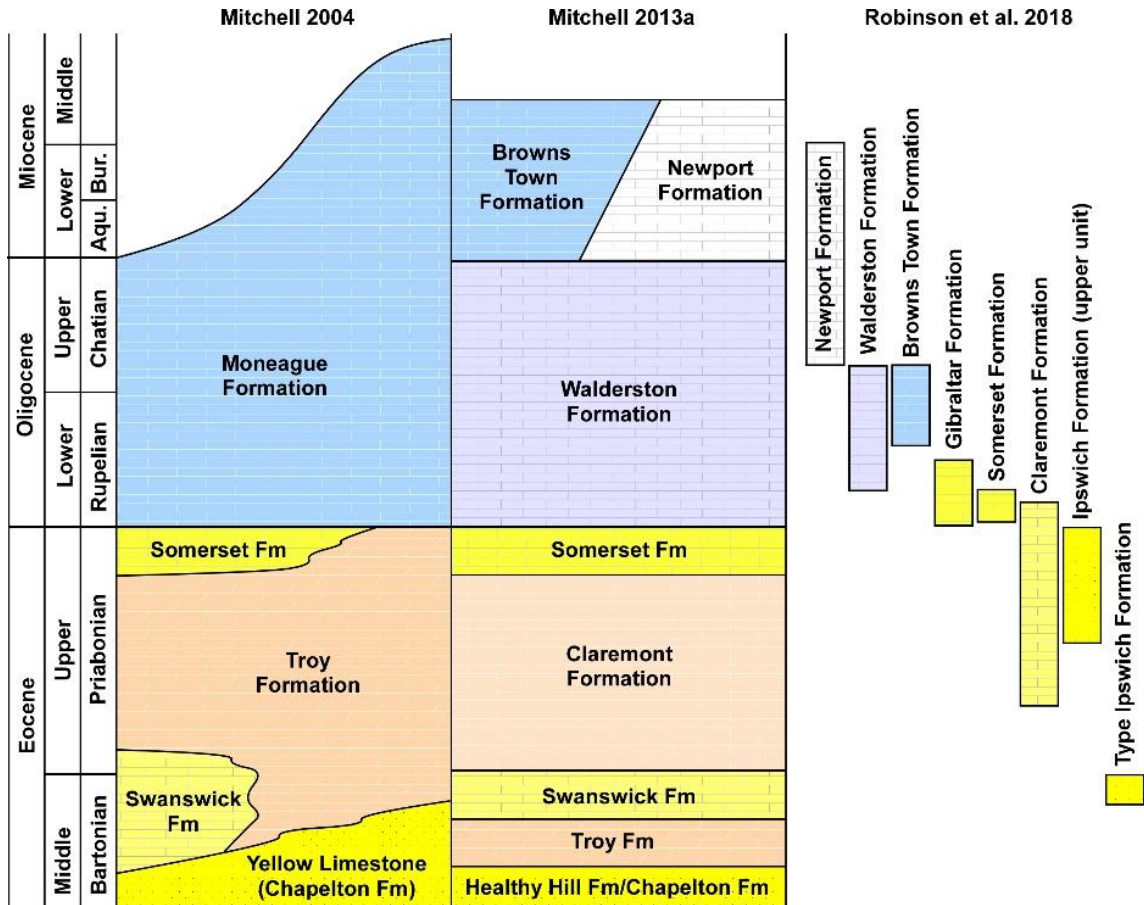 Mitchell 2004
Mitchell 2013a
Robinson et al. 2018
Miocene
Middle
Lower
Bur.
Aqu.
Oligocene
Upper
Chatian
Lower
Rupelian
Eocene
Upper
Priabonian
Middle
Bartonian
Moneague
Formation
Somerset Fm
Troy
Formation
Swanswick
Fm
Yellow Limestone
(Chapelton Fm)
Browns
Town
Formation
Newport
Formation
Walderston
Formation
Somerset Fm
Claremont
Formation
Swanswick Fm
Troy Fm
Healthy Hill Fm/Chapelton Fm
Newport Formation
Walderston Formation
Browns Town Formation
Gibraltar Formation
Somerset Formation
Claremont Formation
Ipswich Formation (upper unit)
Type Ipswich Formation